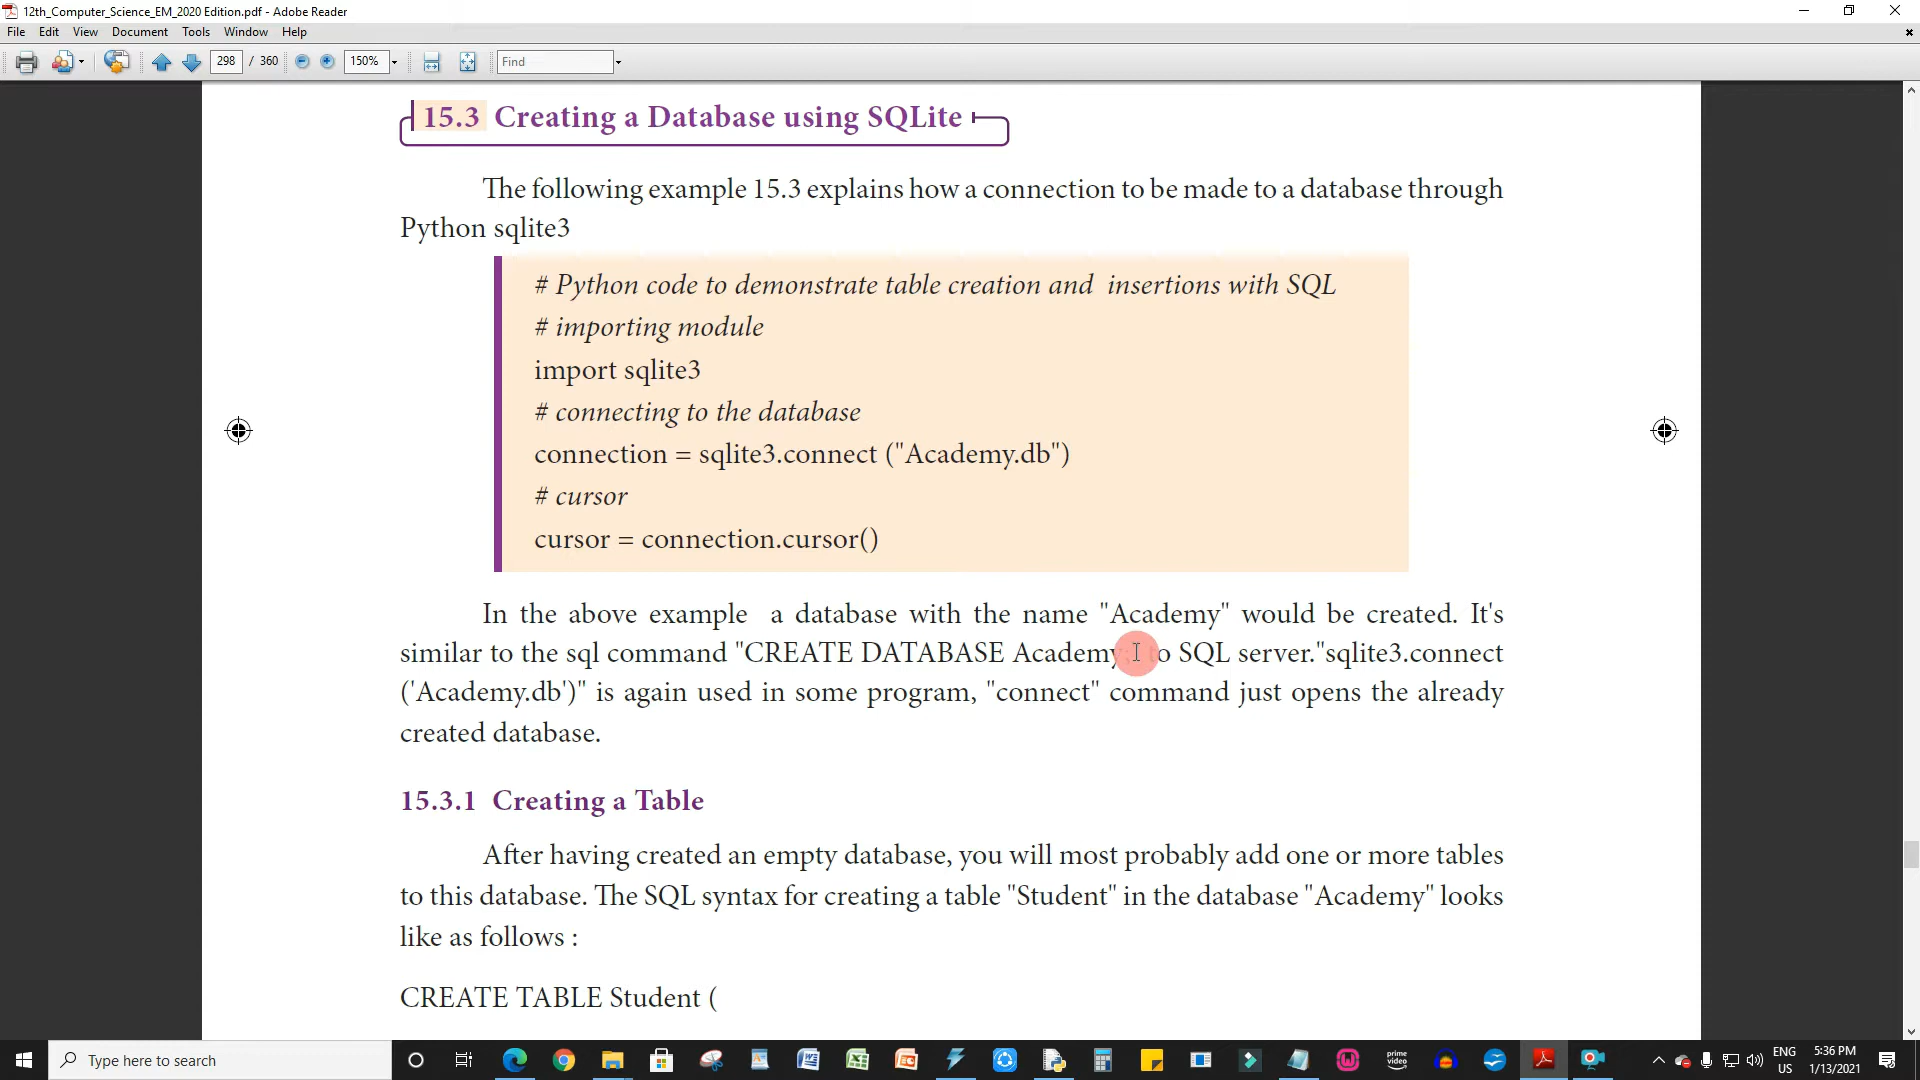 12th_Computer_Science_EM_2020 Edition.pdf - Adobe Reader
File Edit View Document Tools Window Help
298 / 360 150% Find
15.3 Creating a Database using SQLite
The following example 15.3 explains how a connection to be made to a database through
Python sqlite3
# Python code to demonstrate table creation and insertions with SQL
# importing module
import sqlite3
# connecting to the database
connection = sqlite3.connect ("Academy.db")
# cursor
cursor = connection.cursor()
In the above example a database with the name "Academy" would be created. It's
similar to the sql command "CREATE DATABASE Academy;" to SQL server."sqlite3.connect
('Academy.db')" is again used in some program, "connect" command just opens the already
created database.
15.3.1 Creating a Table
After having created an empty database, you will most probably add one or more tables
to this database. The SQL syntax for creating a table "Student" in the database "Academy" looks
like as follows :
CREATE TABLE Student (
Type here to search
prime video
ENG
US
5:36 PM
1/13/2021